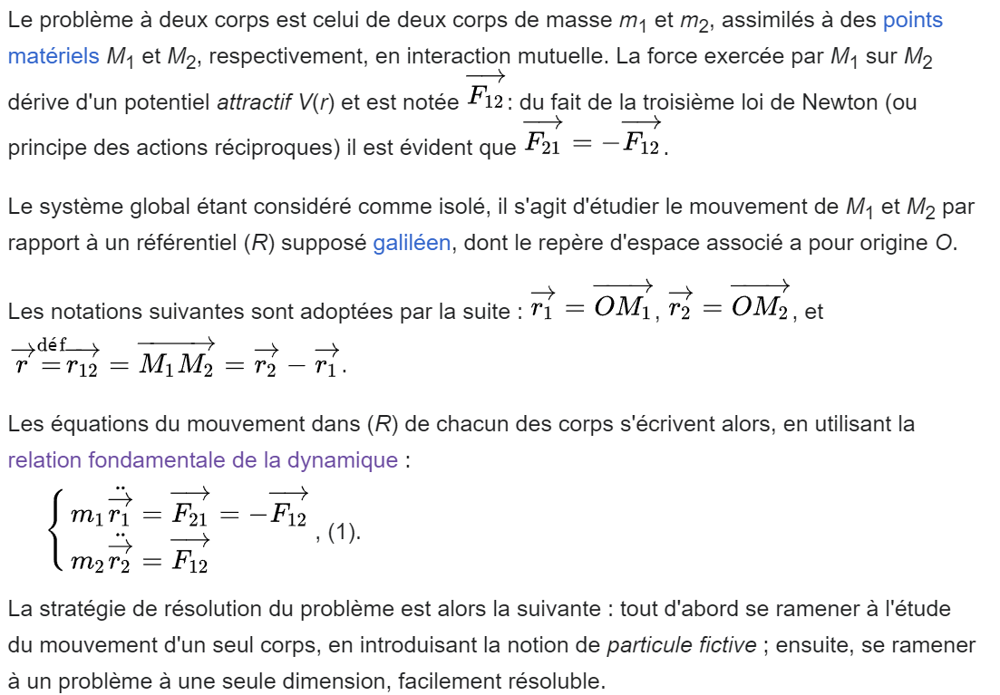 Le problème à deux corps est celui de deux corps de masse m₁ et m₂, assimilés à des points
matériels M₁ et M₂, respectivement, en interaction mutuelle. La force exercée par M₁ sur M₂
dérive d'un potentiel attractif V(r) et est notée $\overrightarrow{F_{12}}$ : du fait de la troisième loi de Newton (ou
principe des actions réciproques) il est évident que $\overrightarrow{F_{21}} = -\overrightarrow{F_{12}}$.
Le système global étant considéré comme isolé, il s'agit d'étudier le mouvement de M₁ et M₂ par
rapport à un référentiel (R) supposé galiléen, dont le repère d'espace associé a pour origine O.
Les notations suivantes sont adoptées par la suite : $\overrightarrow{r_1} = \overrightarrow{OM_1}$, $\overrightarrow{r_2} = \overrightarrow{OM_2}$, et
$\overrightarrow{r} \overset{\text{déf}}{=} \overrightarrow{r_{12}} = \overrightarrow{M_1M_2} = \overrightarrow{r_2} - \overrightarrow{r_1}$.
Les équations du mouvement dans (R) de chacun des corps s'écrivent alors, en utilisant la
relation fondamentale de la dynamique :
$\begin{cases} m_1\ddot{\overrightarrow{r_1}} = \overrightarrow{F_{21}} = -\overrightarrow{F_{12}} \\ m_2\ddot{\overrightarrow{r_2}} = \overrightarrow{F_{12}} \end{cases}$, (1).
La stratégie de résolution du problème est alors la suivante : tout d'abord se ramener à l'étude
du mouvement d'un seul corps, en introduisant la notion de particule fictive ; ensuite, se ramener
à un problème à une seule dimension, facilement résoluble.